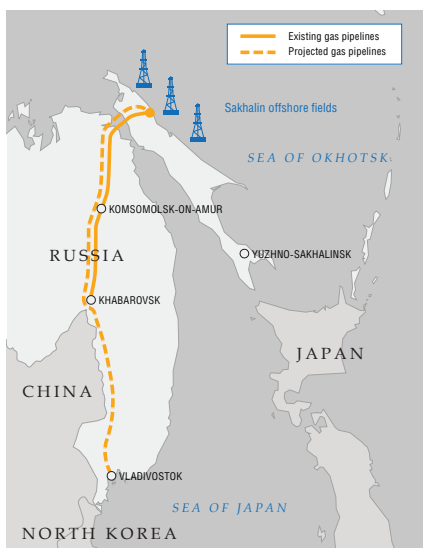 Existing gas pipelines
Projected gas pipelines
Sakhalin offshore fields
SEA OF OKHOTSK
KOMSOMOLSK-ON-AMUR
RUSSIA
YUZHNO-SAKHALINSK
KHABAROVSK
JAPAN
CHINA
VLADIVOSTOK
SEA OF JAPAN
NORTH KOREA